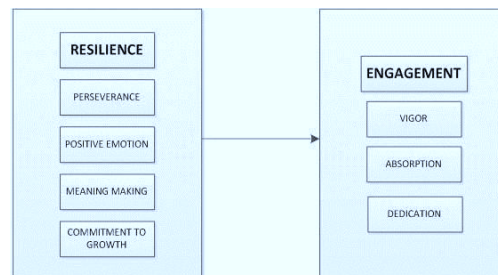 RESILIENCE
PERSEVERANCE
POSITIVE EMOTION
MEANING MAKING
COMMITMENT TO
GROWTH
ENGAGEMENT
VIGOR
ABSORPTION
DEDICATION